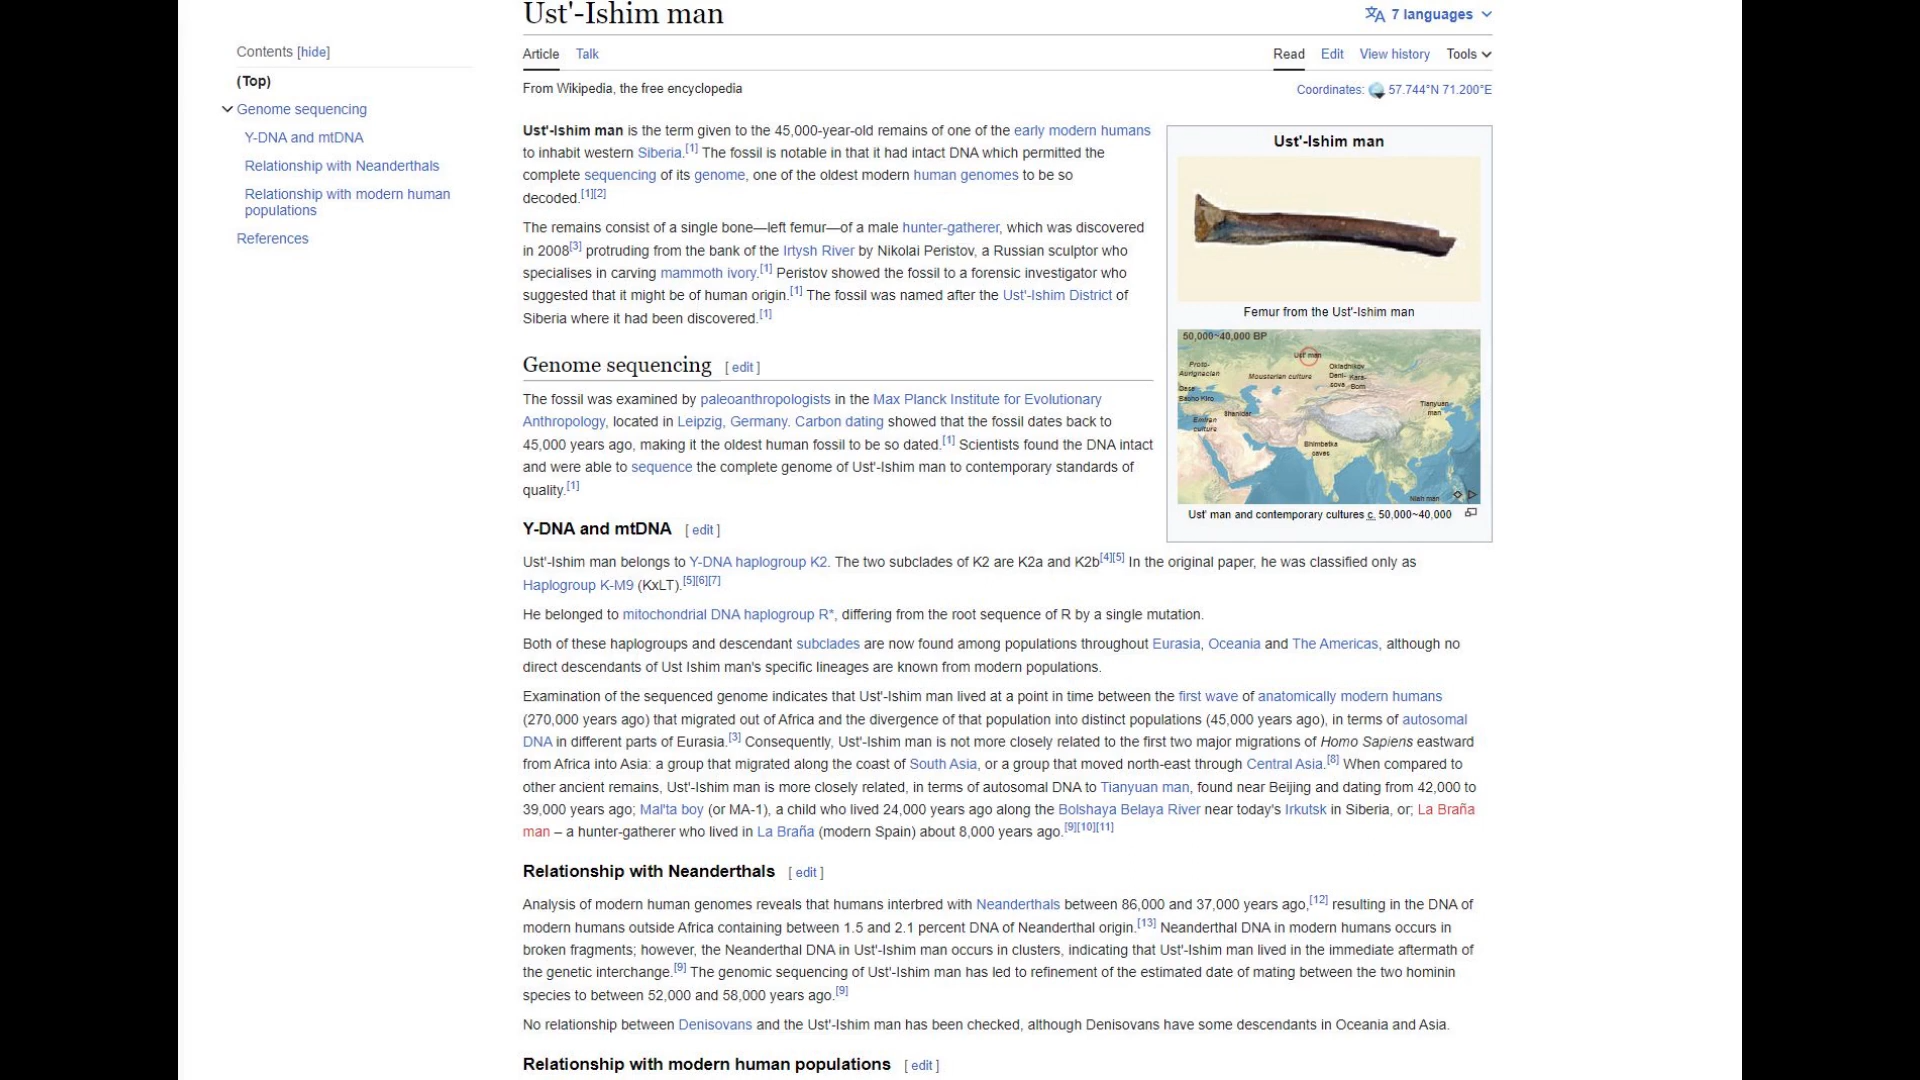 Ust'-Ishim man
7 languages
Contents [hide]
(Top)
Genome sequencing
Y-DNA and mtDNA
Relationship with Neanderthals
Relationship with modern human
populations
References
Article Talk
Read Edit View history Tools
From Wikipedia, the free encyclopedia
Coordinates: 57.744°N 71.200°E
Ust'-Ishim man is the term given to the 45,000-year-old remains of one of the early modern humans
to inhabit western Siberia.[1] The fossil is notable in that it had intact DNA which permitted the
complete sequencing of its genome, one of the oldest modern human genomes to be so
decoded.[1][2]
The remains consist of a single bone—left femur—of a male hunter-gatherer, which was discovered
in 2008[3] protruding from the bank of the Irtysh River by Nikolai Peristov, a Russian sculptor who
specialises in carving mammoth ivory.[1] Peristov showed the fossil to a forensic investigator who
suggested that it might be of human origin.[1] The fossil was named after the Ust'-Ishim District of
Siberia where it had been discovered.[1]
Ust'-Ishim man
Femur from the Ust'-Ishim man
50,000~40,000 BP
Ust' man
Proto-
Aurignacian
Mousterian culture
Okladnikov
Deni-
sova
Kara-
Bom
Bacho Kiro
Shanidar
Emiran
culture
Tianyuan
man
Bhimbetka
caves
Niah man
Ust' man and contemporary cultures c. 50,000~40,000
Genome sequencing [ edit ]
The fossil was examined by paleoanthropologists in the Max Planck Institute for Evolutionary
Anthropology, located in Leipzig, Germany. Carbon dating showed that the fossil dates back to
45,000 years ago, making it the oldest human fossil to be so dated.[1] Scientists found the DNA intact
and were able to sequence the complete genome of Ust'-Ishim man to contemporary standards of
quality.[1]
Y-DNA and mtDNA [ edit ]
Ust'-Ishim man belongs to Y-DNA haplogroup K2. The two subclades of K2 are K2a and K2b[4][5] In the original paper, he was classified only as
Haplogroup K-M9 (KxLT).[5][6][7]
He belonged to mitochondrial DNA haplogroup R*, differing from the root sequence of R by a single mutation.
Both of these haplogroups and descendant subclades are now found among populations throughout Eurasia, Oceania and The Americas, although no
direct descendants of Ust Ishim man's specific lineages are known from modern populations.
Examination of the sequenced genome indicates that Ust'-Ishim man lived at a point in time between the first wave of anatomically modern humans
(270,000 years ago) that migrated out of Africa and the divergence of that population into distinct populations (45,000 years ago), in terms of autosomal
DNA in different parts of Eurasia.[3] Consequently, Ust'-Ishim man is not more closely related to the first two major migrations of Homo Sapiens eastward
from Africa into Asia: a group that migrated along the coast of South Asia, or a group that moved north-east through Central Asia.[8] When compared to
other ancient remains, Ust'-Ishim man is more closely related, in terms of autosomal DNA to Tianyuan man, found near Beijing and dating from 42,000 to
39,000 years ago; Mal'ta boy (or MA-1), a child who lived 24,000 years ago along the Bolshaya Belaya River near today's Irkutsk in Siberia, or; La Braña
man – a hunter-gatherer who lived in La Braña (modern Spain) about 8,000 years ago.[9][10][11]
Relationship with Neanderthals [ edit ]
Analysis of modern human genomes reveals that humans interbred with Neanderthals between 86,000 and 37,000 years ago,[12] resulting in the DNA of
modern humans outside Africa containing between 1.5 and 2.1 percent DNA of Neanderthal origin.[13] Neanderthal DNA in modern humans occurs in
broken fragments; however, the Neanderthal DNA in Ust'-Ishim man occurs in clusters, indicating that Ust'-Ishim man lived in the immediate aftermath of
the genetic interchange.[9] The genomic sequencing of Ust'-Ishim man has led to refinement of the estimated date of mating between the two hominin
species to between 52,000 and 58,000 years ago.[9]
No relationship between Denisovans and the Ust'-Ishim man has been checked, although Denisovans have some descendants in Oceania and Asia.
Relationship with modern human populations [ edit ]